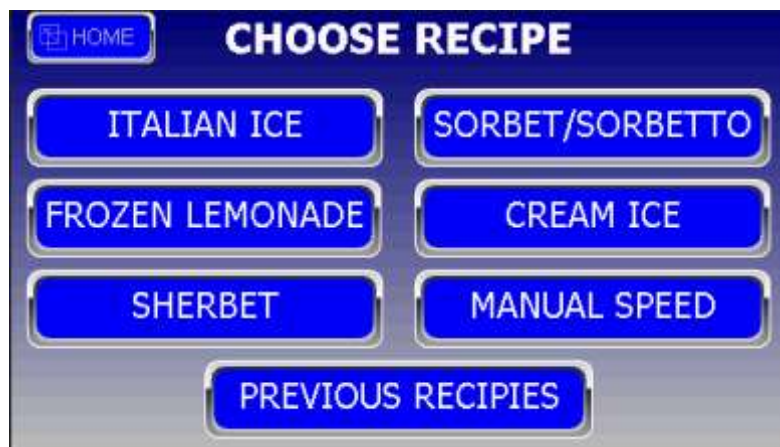 HOME
CHOOSE RECIPE
ITALIAN ICE
SORBET/SORBETTO
FROZEN LEMONADE
CREAM ICE
SHERBET
MANUAL SPEED
PREVIOUS RECIPIES